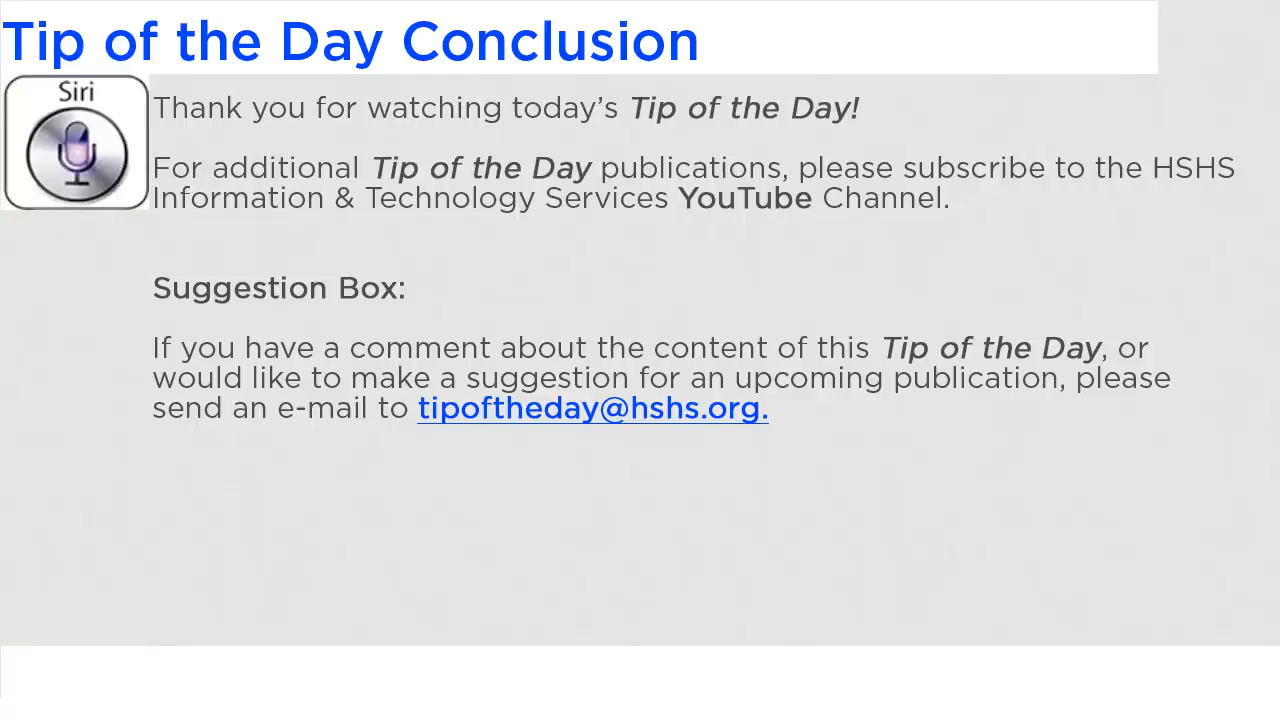 Tip of the Day Conclusion
Siri
Thank you for watching today’s Tip of the Day!
For additional Tip of the Day publications, please subscribe to the HSHS
Information & Technology Services YouTube Channel.
Suggestion Box:
If you have a comment about the content of this Tip of the Day, or
would like to make a suggestion for an upcoming publication, please
send an e-mail to tipoftheday@hshs.org.